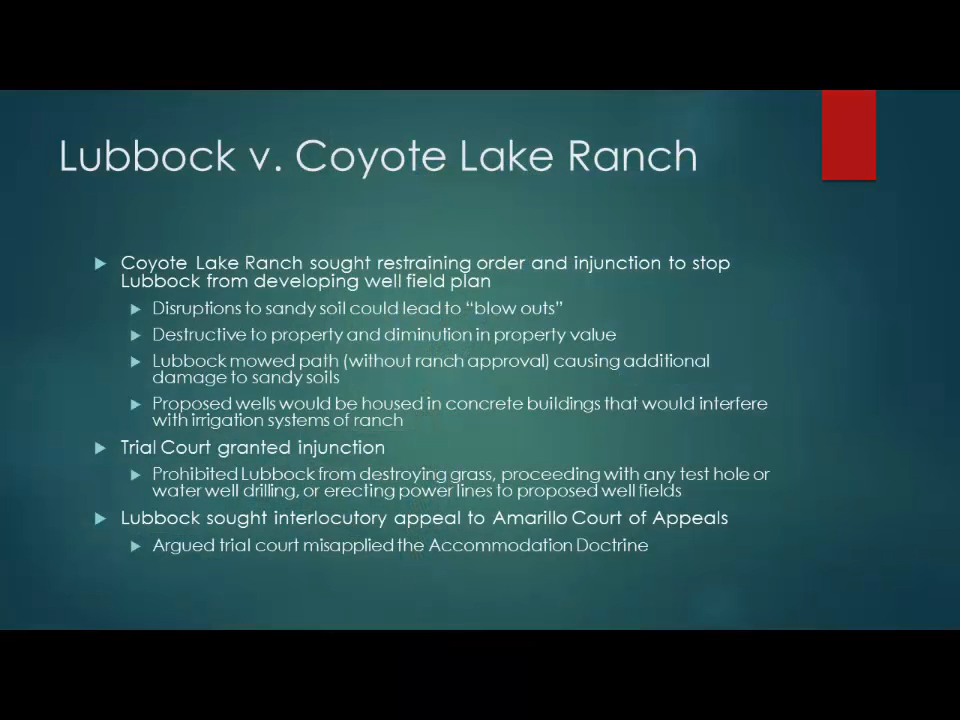 Lubbock v. Coyote Lake Ranch
Coyote Lake Ranch sought restraining order and injunction to stop
Lubbock from developing well field plan
Disruptions to sandy soil could lead to “blow outs”
Destructive to property and diminution in property value
Lubbock mowed path (without ranch approval) causing additional
damage to sandy soils
Proposed wells would be housed in concrete buildings that would interfere
with irrigation systems of ranch
Trial Court granted injunction
Prohibited Lubbock from destroying grass, proceeding with any test hole or
water well drilling, or erecting power lines to proposed well fields
Lubbock sought interlocutory appeal to Amarillo Court of Appeals
Argued trial court misapplied the Accommodation Doctrine